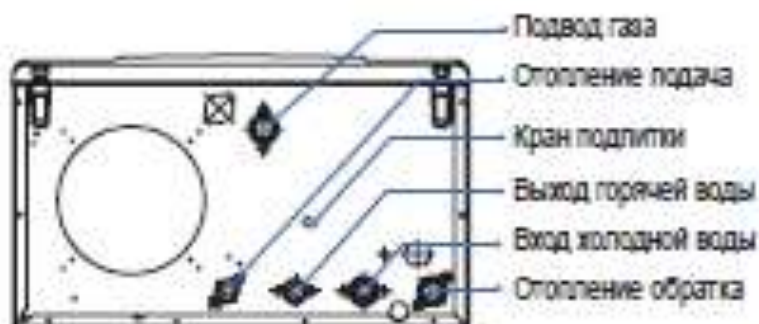 Подвод газа
Отопление подача
Кран подпитки
Выход горячей воды
Вход холодной воды
Отопление обратка